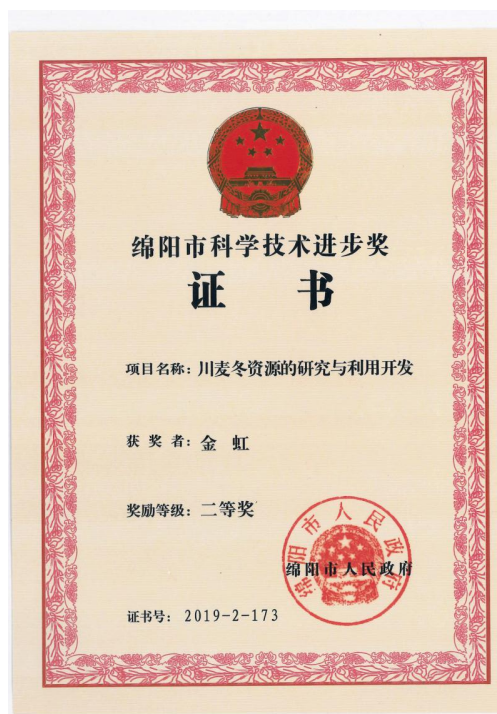 绵阳市科学技术进步奖
证 书
项目名称：川麦冬资源的研究与利用开发
获 奖 者：金 虹
奖励等级：二等奖
绵阳市人民政府
绵阳市人民政府
证书号： 2019-2-173